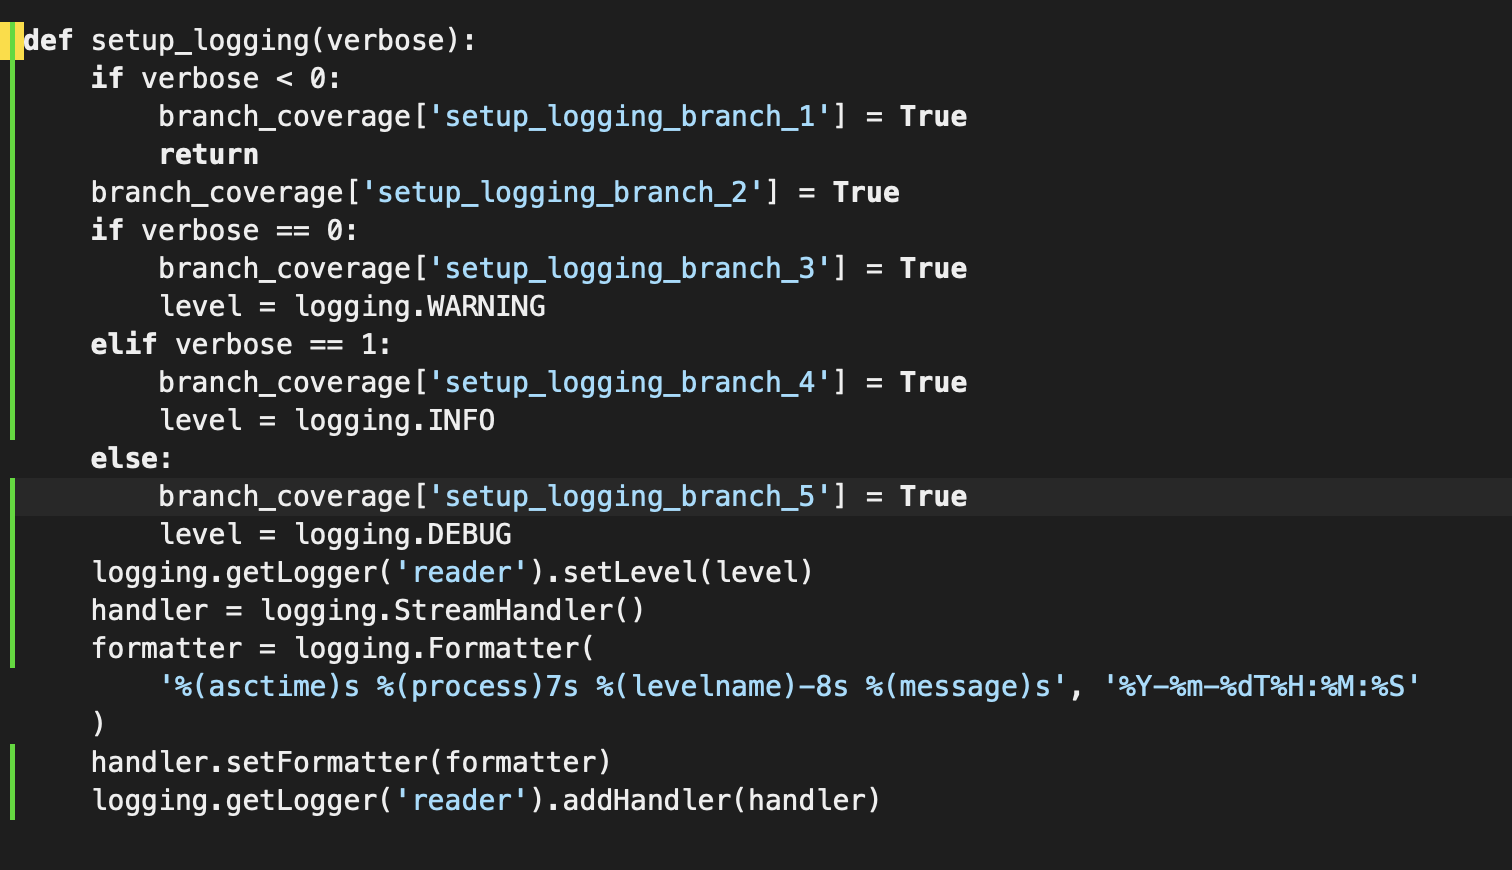 def setup_logging(verbose):
    if verbose < 0:
        branch_coverage['setup_logging_branch_1'] = True
        return
    branch_coverage['setup_logging_branch_2'] = True
    if verbose == 0:
        branch_coverage['setup_logging_branch_3'] = True
        level = logging.WARNING
    elif verbose == 1:
        branch_coverage['setup_logging_branch_4'] = True
        level = logging.INFO
    else:
        branch_coverage['setup_logging_branch_5'] = True
        level = logging.DEBUG
    logging.getLogger('reader').setLevel(level)
    handler = logging.StreamHandler()
    formatter = logging.Formatter(
        '%(asctime)s %(process)7s %(levelname)-8s %(message)s', '%Y-%m-%dT%H:%M:%S'
    )
    handler.setFormatter(formatter)
    logging.getLogger('reader').addHandler(handler)